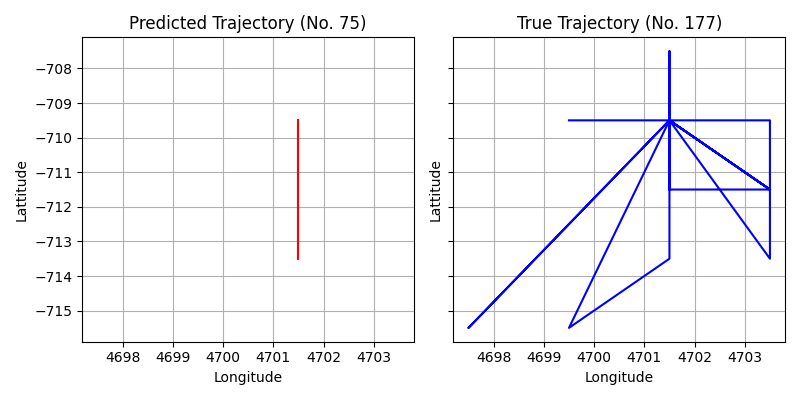 Predicted Trajectory (No. 75)
True Trajectory (No. 177)
−708
−709
−710
−711
−712
−713
−714
−715
Lattitude
Lattitude
4698 4699 4700 4701 4702 4703
4698 4699 4700 4701 4702 4703
Longitude
Longitude